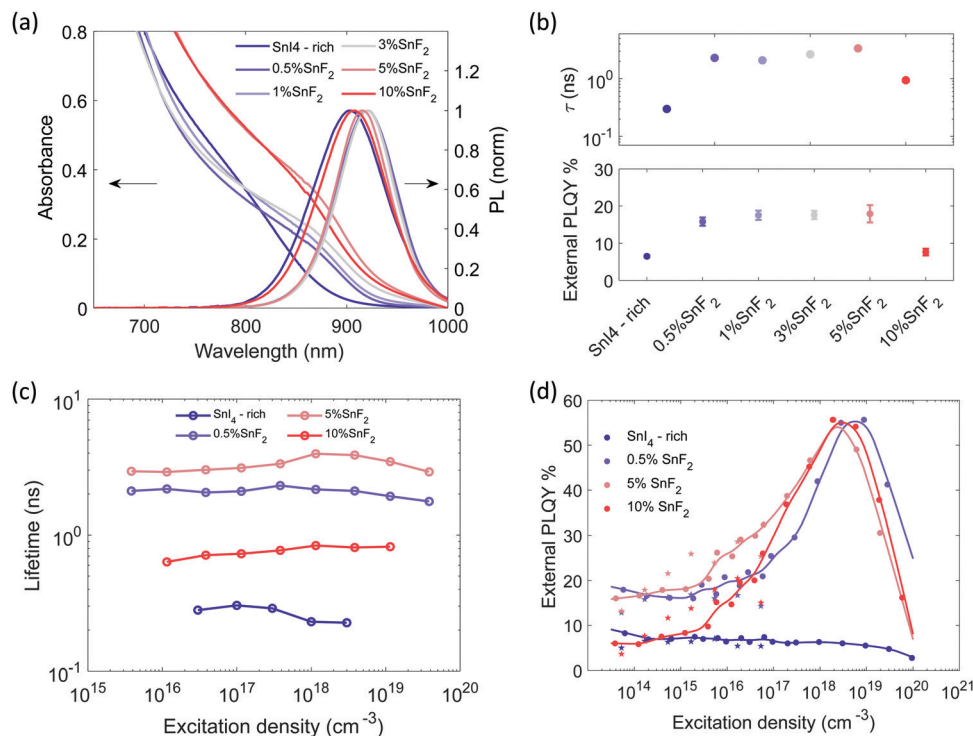 (a)
Absorbance
0.8
0.6
0.4
0.2
0
SnI4 - rich
0.5%SnF2
1%SnF2
3%SnF2
5%SnF2
10%SnF2
1.2
1
0.8
0.6
0.4
0.2
0
PL (norm)
700 800 900 1000
Wavelength (nm)
(b)
τ (ns)
10^0
10^-1
External PLQY %
30
20
10
0
SnI4 - rich
0.5%SnF2
1%SnF2
3%SnF2
5%SnF2
10%SnF2
(c)
Lifetime (ns)
10^1
10^0
10^-1
SnI4 - rich
0.5%SnF2
5%SnF2
10%SnF2
10^15 10^16 10^17 10^18 10^19 10^20
Excitation density (cm^-3)
(d)
External PLQY %
60
50
40
30
20
10
0
SnI4 - rich
0.5% SnF2
5% SnF2
10% SnF2
10^14 10^15 10^16 10^17 10^18 10^19 10^20 10^21
Excitation density (cm^-3)